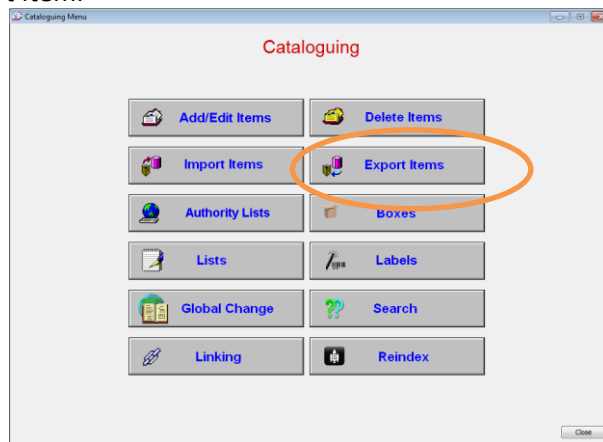 Cataloguing Menu
Cataloguing
Add/Edit Items
Delete Items
Import Items
Export Items
Authority Lists
Boxes
Lists
Labels
Global Change
Search
Linking
Reindex
Close